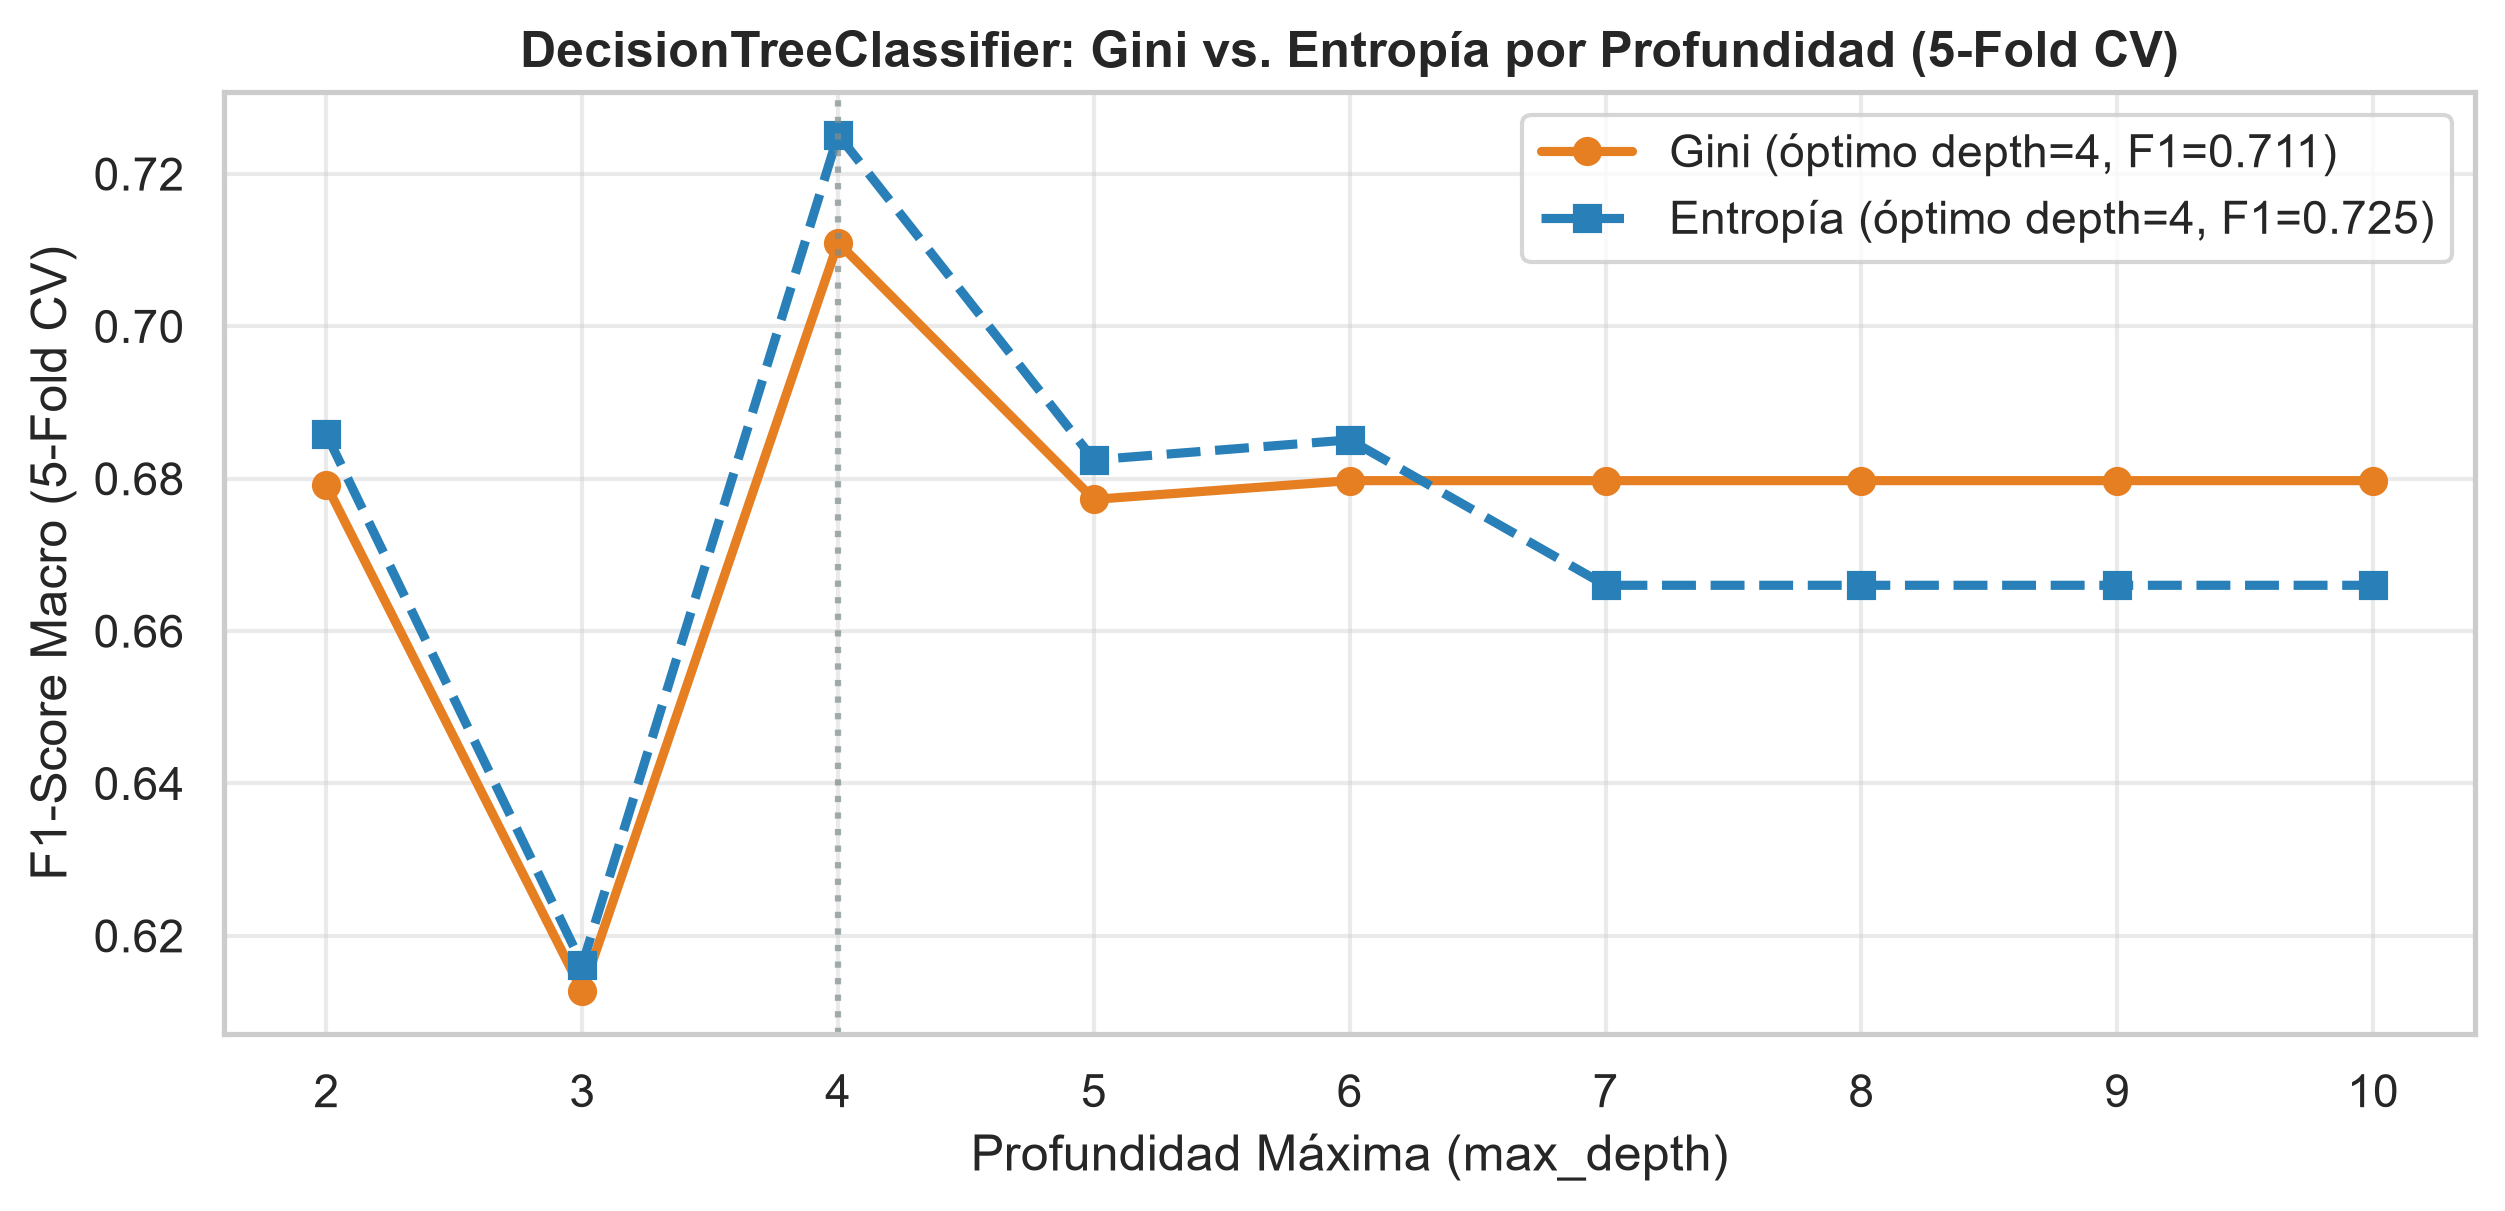 DecisionTreeClassifier: Gini vs. Entropía por Profundidad (5-Fold CV)
Gini (óptimo depth=4, F1=0.711)
Entropía (óptimo depth=4, F1=0.725)
F1-Score Macro (5-Fold CV)
0.72
0.70
0.68
0.66
0.64
0.62
2 3 4 5 6 7 8 9 10
Profundidad Máxima (max_depth)